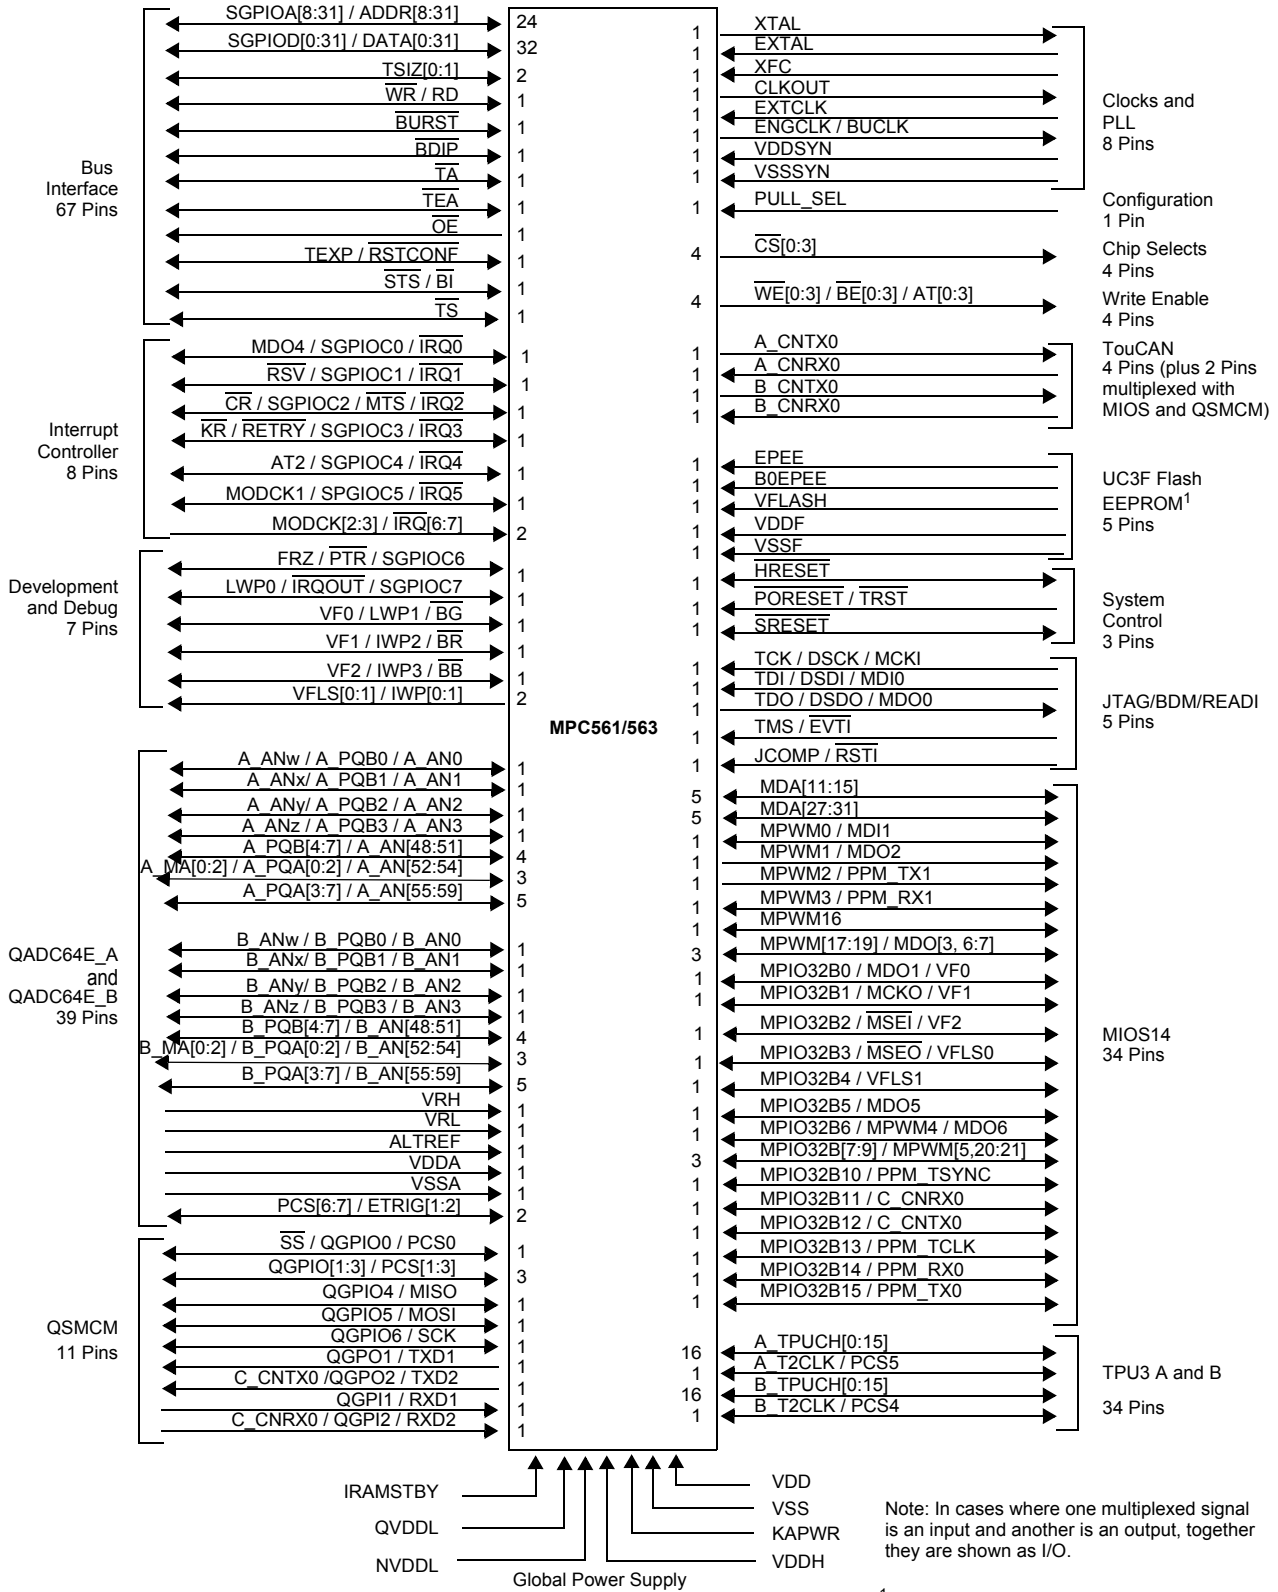 SGPIOA[8:31] / ADDR[8:31]
24
SGPIOD[0:31] / DATA[0:31]
32
TSIZ[0:1]
2
WR / RD
1
BURST
1
BDIP
1
TA
1
TEA
1
OE
1
TEXP / RSTCONF
1
STS / BI
1
TS
1
Bus
Interface
67 Pins
MDO4 / SGPIOC0 / IRQ0
1
RSV / SGPIOC1 / IRQ1
1
CR / SGPIOC2 / MTS / IRQ2
1
KR / RETRY / SGPIOC3 / IRQ3
1
AT2 / SGPIOC4 / IRQ4
1
MODCK1 / SPGIOC5 / IRQ5
1
MODCK[2:3] / IRQ[6:7]
2
Interrupt
Controller
8 Pins
FRZ / PTR / SGPIOC6
1
LWP0 / IRQOUT / SGPIOC7
1
VF0 / LWP1 / BG
1
VF1 / IWP2 / BR
1
VF2 / IWP3 / BB
1
VFLS[0:1] / IWP[0:1]
2
Development
and Debug
7 Pins
A_ANw / A_PQB0 / A_AN0
1
A_ANx/ A_PQB1 / A_AN1
1
A_ANy/ A_PQB2 / A_AN2
1
A_ANz / A_PQB3 / A_AN3
1
A_PQB[4:7] / A_AN[48:51]
4
A_MA[0:2] / A_PQA[0:2] / A_AN[52:54]
3
A_PQA[3:7] / A_AN[55:59]
5
B_ANw / B_PQB0 / B_AN0
1
B_ANx/ B_PQB1 / B_AN1
1
B_ANy/ B_PQB2 / B_AN2
1
B_ANz / B_PQB3 / B_AN3
1
B_PQB[4:7] / B_AN[48:51]
4
B_MA[0:2] / B_PQA[0:2] / B_AN[52:54]
3
B_PQA[3:7] / B_AN[55:59]
5
VRH
1
VRL
1
ALTREF
1
VDDA
1
VSSA
1
PCS[6:7] / ETRIG[1:2]
2
QADC64E_A
and
QADC64E_B
39 Pins
SS / QGPIO0 / PCS0
1
QGPIO[1:3] / PCS[1:3]
3
QGPIO4 / MISO
1
QGPIO5 / MOSI
1
QGPIO6 / SCK
1
QGPO1 / TXD1
1
C_CNTX0 /QGPO2 / TXD2
1
QGPI1 / RXD1
1
C_CNRX0 / QGPI2 / RXD2
1
QSMCM
11 Pins
MPC561/563
1
XTAL
1
EXTAL
1
XFC
1
CLKOUT
1
EXTCLK
1
ENGCLK / BUCLK
1
VDDSYN
1
VSSSYN
Clocks and
PLL
8 Pins
1
PULL_SEL
Configuration
1 Pin
4
CS[0:3]
Chip Selects
4 Pins
4
WE[0:3] / BE[0:3] / AT[0:3]
Write Enable
4 Pins
1
A_CNTX0
1
A_CNRX0
1
B_CNTX0
1
B_CNRX0
TouCAN
4 Pins (plus 2 Pins
multiplexed with
MIOS and QSMCM)
1
EPEE
1
B0EPEE
1
VFLASH
1
VDDF
1
VSSF
UC3F Flash
EEPROM1
5 Pins
1
HRESET
1
PORESET / TRST
1
SRESET
System
Control
3 Pins
1
TCK / DSCK / MCKI
1
TDI / DSDI / MDI0
1
TDO / DSDO / MDO0
1
TMS / EVTI
1
JCOMP / RSTI
JTAG/BDM/READI
5 Pins
5
MDA[11:15]
5
MDA[27:31]
1
MPWM0 / MDI1
1
MPWM1 / MDO2
1
MPWM2 / PPM_TX1
1
MPWM3 / PPM_RX1
1
MPWM16
3
MPWM[17:19] / MDO[3, 6:7]
1
MPIO32B0 / MDO1 / VF0
1
MPIO32B1 / MCKO / VF1
1
MPIO32B2 / MSEI / VF2
1
MPIO32B3 / MSEO / VFLS0
1
MPIO32B4 / VFLS1
1
MPIO32B5 / MDO5
1
MPIO32B6 / MPWM4 / MDO6
3
MPIO32B[7:9] / MPWM[5,20:21]
1
MPIO32B10 / PPM_TSYNC
1
MPIO32B11 / C_CNRX0
1
MPIO32B12 / C_CNTX0
1
MPIO32B13 / PPM_TCLK
1
MPIO32B14 / PPM_RX0
1
MPIO32B15 / PPM_TX0
MIOS14
34 Pins
16
A_TPUCH[0:15]
1
A_T2CLK / PCS5
16
B_TPUCH[0:15]
1
B_T2CLK / PCS4
TPU3 A and B
34 Pins
IRAMSTBY
QVDDL
NVDDL
VDD
VSS
KAPWR
VDDH
Global Power Supply
Note: In cases where one multiplexed signal
is an input and another is an output, together
they are shown as I/O.